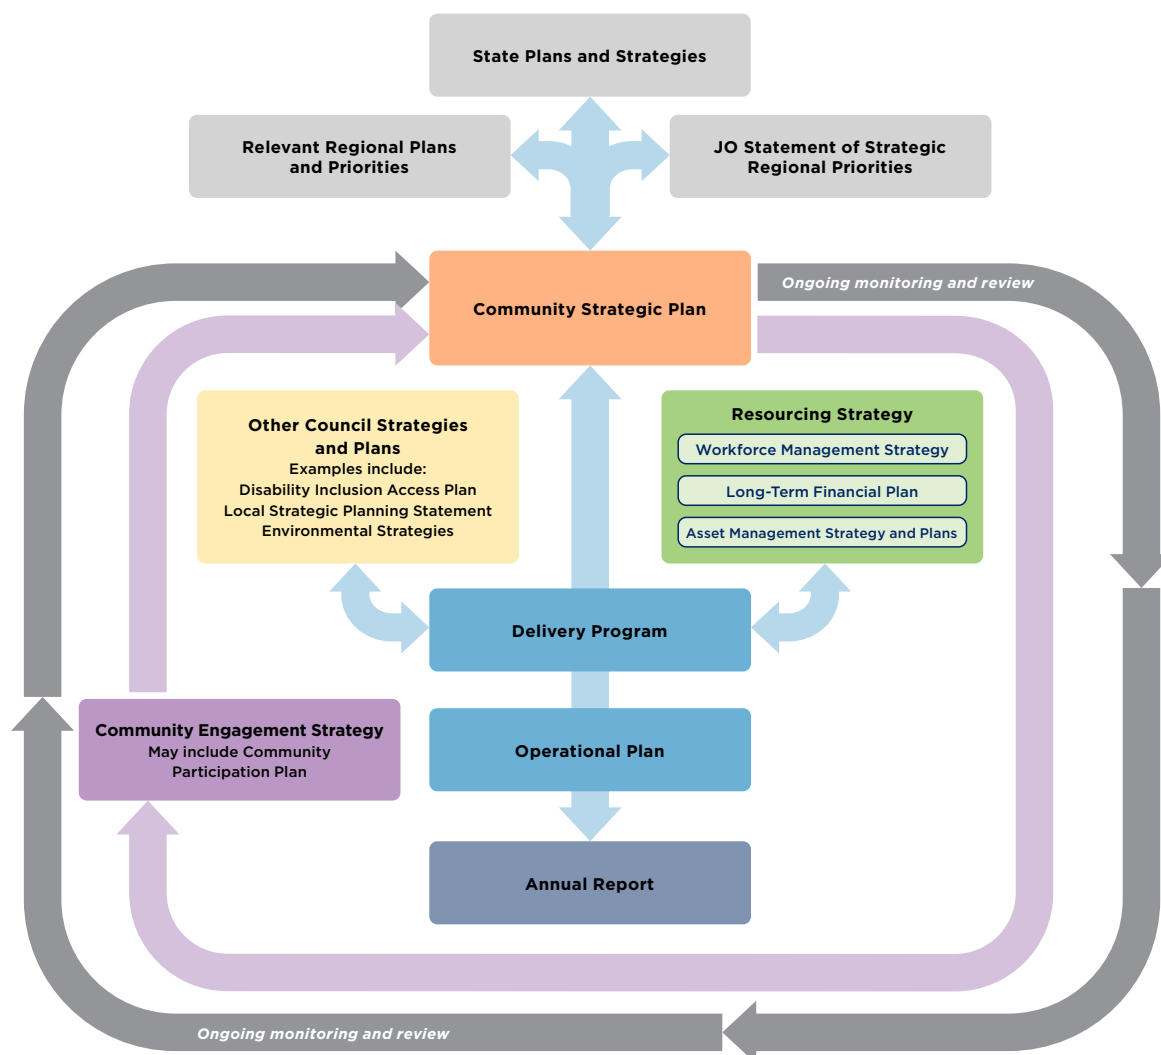 State Plans and Strategies
Relevant Regional Plans
and Priorities
JO Statement of Strategic
Regional Priorities
Community Strategic Plan
Ongoing monitoring and review
Other Council Strategies
and Plans
Examples include:
Disability Inclusion Access Plan
Local Strategic Planning Statement
Environmental Strategies
Resourcing Strategy
Workforce Management Strategy
Long-Term Financial Plan
Asset Management Strategy and Plans
Delivery Program
Community Engagement Strategy
May include Community
Participation Plan
Operational Plan
Annual Report
Ongoing monitoring and review